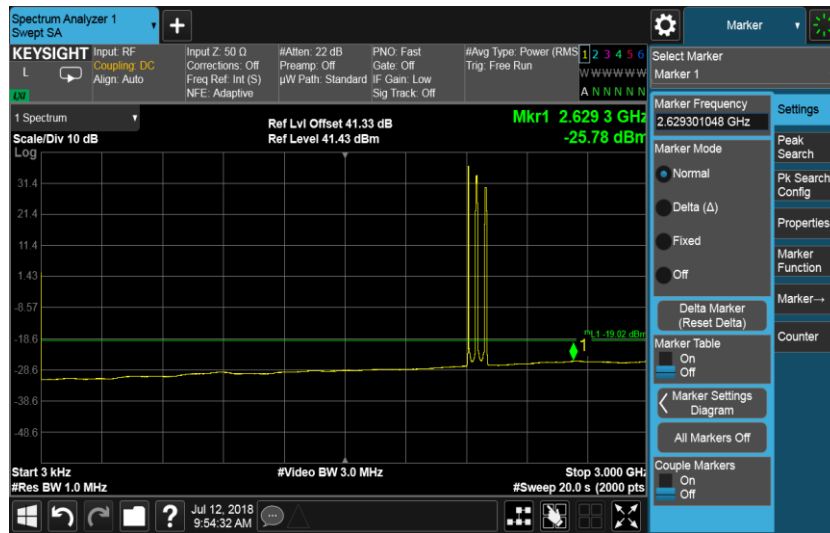 Spectrum Analyzer 1
Swept SA
Marker
KEYSIGHT
L
LXI
Input: RF
Coupling: DC
Align: Auto
Input Z: 50 Ω
Corrections: Off
Freq Ref: Int (S)
NFE: Adaptive
#Atten: 22 dB
Preamp: Off
µW Path: Standard
PNO: Fast
Gate: Off
IF Gain: Low
Sig Track: Off
#Avg Type: Power (RMS
Trig: Free Run
1 2 3 4 5 6
W W W W W W
A N N N N N
Select Marker
Marker 1
1 Spectrum
Scale/Div 10 dB
Log
Ref Lvl Offset 41.33 dB
Ref Level 41.43 dBm
Mkr1 2.629 3 GHz
-25.78 dBm
31.4
21.4
11.4
1.43
-8.57
-18.6
-28.6
-38.6
-48.6
DL1 -19.02 dBm
1
Start 3 kHz
#Res BW 1.0 MHz
#Video BW 3.0 MHz
Stop 3.000 GHz
#Sweep 20.0 s (2000 pts
Marker Frequency
2.629301048 GHz
Marker Mode
Normal
Delta (Δ)
Fixed
Off
Delta Marker
(Reset Delta)
Marker Table
On
Off
Marker Settings
Diagram
All Markers Off
Couple Markers
On
Off
Settings
Peak
Search
Pk Search
Config
Properties
Marker
Function
Marker→
Counter
?
Jul 12, 2018
9:54:32 AM